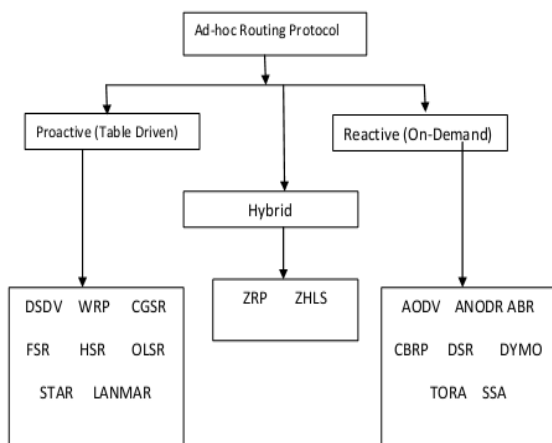 Ad-hoc Routing Protocol
Proactive (Table Driven)
Reactive (On-Demand)
Hybrid
DSDV WRP CGSR
FSR HSR OLSR
STAR LANMAR
ZRP ZHLS
AODV ANODR ABR
CBRP DSR DYMO
TORA SSA